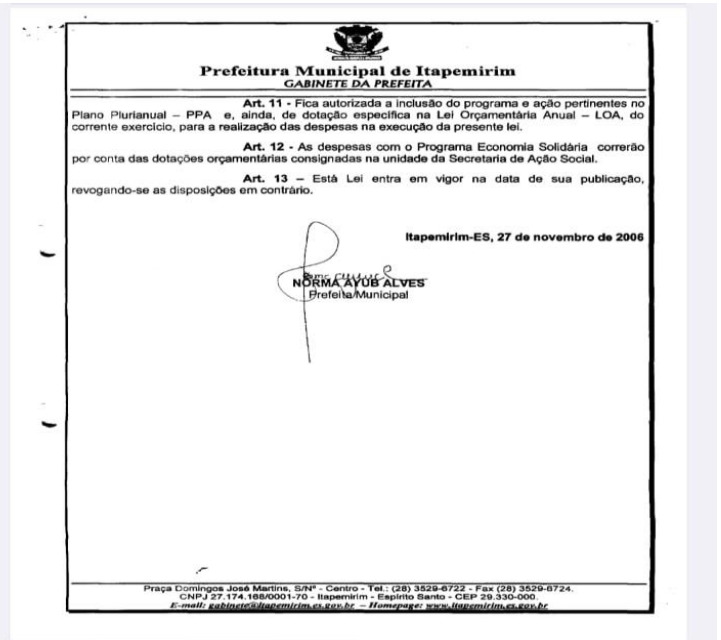 Prefeitura Municipal de Itapemirim
GABINETE DA PREFEITA
Art. 11 - Fica autorizada a inclusão do programa e ação pertinentes no
Plano Plurianual – PPA e, ainda, de dotação especifica na Lei Orçamentária Anual – LOA, do
corrente exercício, para a realização das despesas na execução da presente lei.
Art. 12 - As despesas com o Programa Economia Solidária correrão
por conta das dotações orçamentárias consignadas na unidade da Secretaria de Ação Social.
Art. 13 – Está Lei entra em vigor na data de sua publicação,
revogando-se as disposições em contrário.
Itapemirim-ES, 27 de novembro de 2006
NORMA AYUB ALVES
Prefeita Municipal
Praça Domingos José Martins, S/Nº - Centro - Tel.: (28) 3529-6722 - Fax (28) 3529-6724.
CNPJ 27.174.168/0001-70 - Itapemirim - Espírito Santo - CEP 29.330-000.
E-mail: gabinete@itapemirim.es.gov.br – Homepage: www.itapemirim.es.gov.br